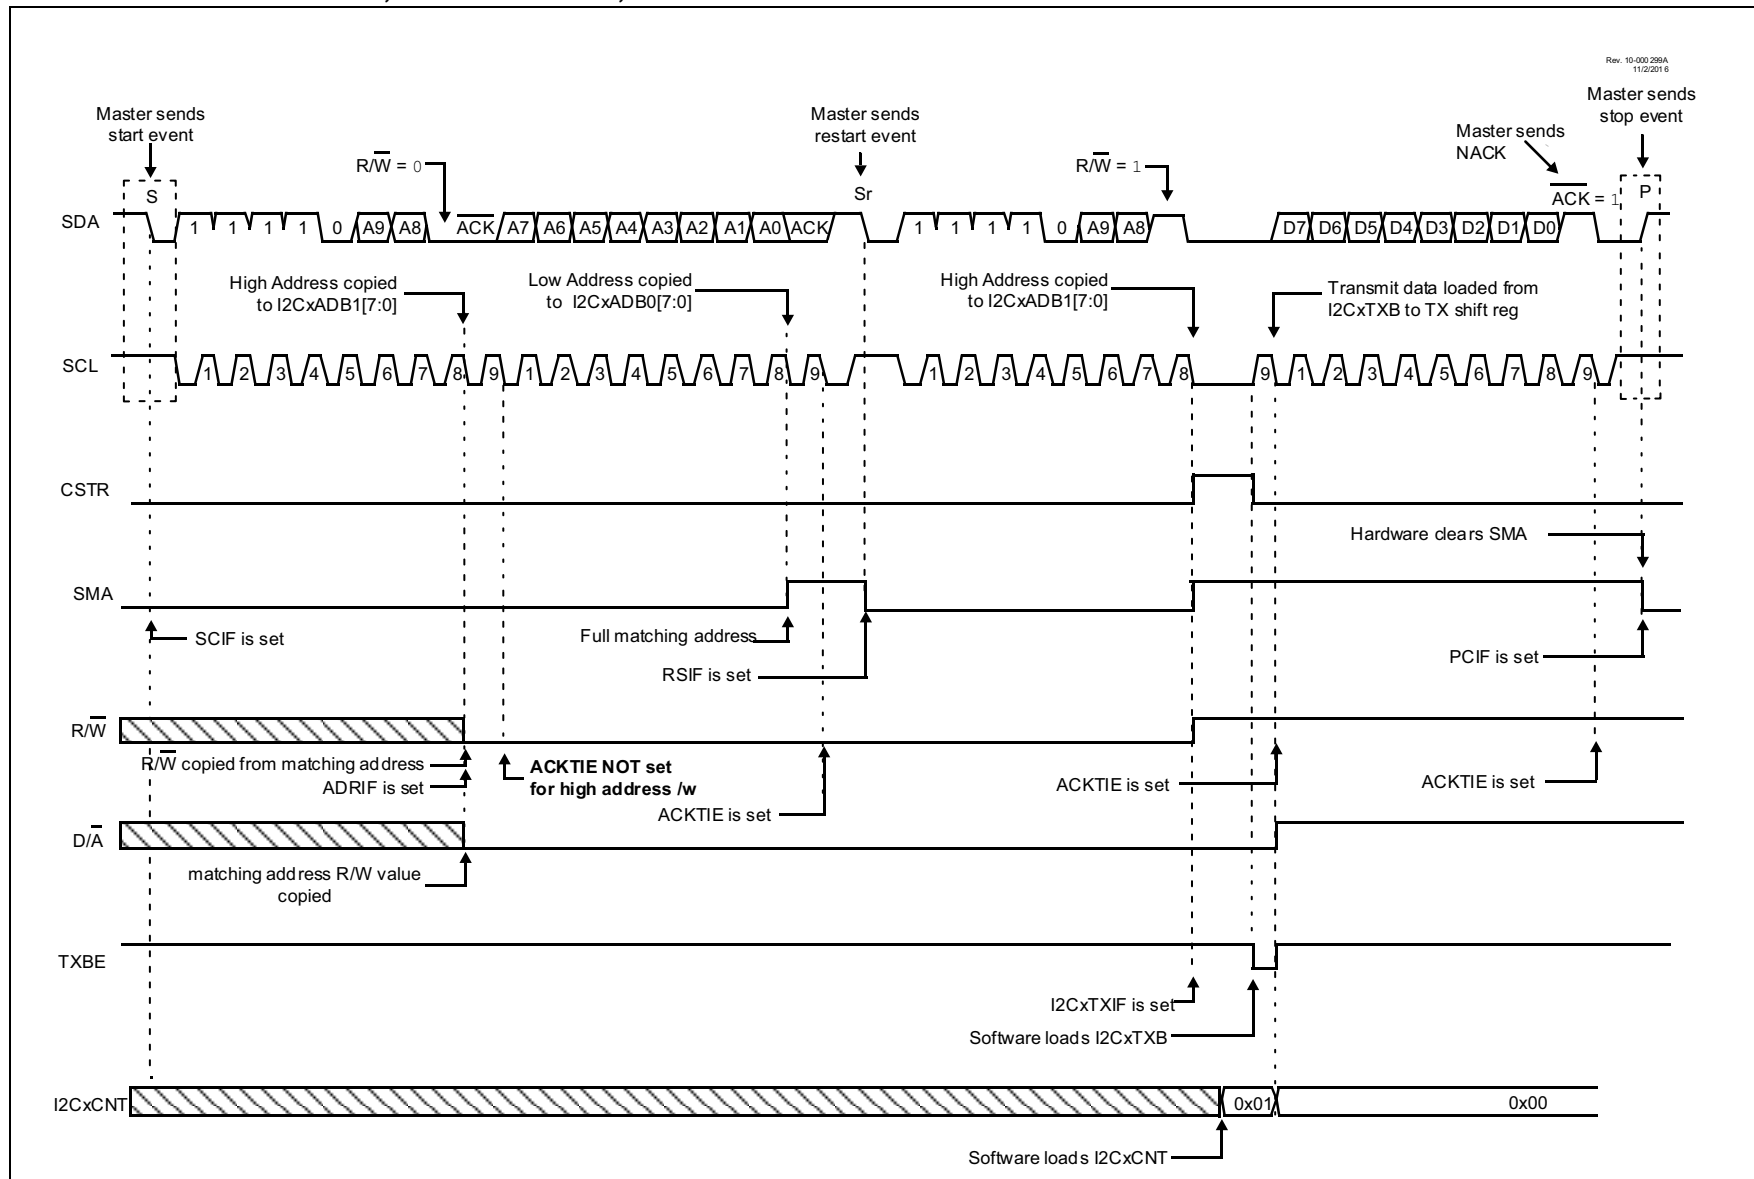 Rev. 10-000 299A
11/2/201 6
Master sends
start event
Master sends
restart event
Master sends
NACK
Master sends
stop event
R/W̅ = 0
R/W̅ = 1
A̅C̅K̅ = 1
S
Sr
P
SDA
1 1 1 1 0 A9 A8 A̅C̅K̅ A7 A6 A5 A4 A3 A2 A1 A0 ACK 1 1 1 1 0 A9 A8 D7 D6 D5 D4 D3 D2 D1 D0
High Address copied
to I2CxADB1[7:0]
Low Address copied
to I2CxADB0[7:0]
High Address copied
to I2CxADB1[7:0]
Transmit data loaded from
I2CxTXB to TX shift reg
SCL
1 2 3 4 5 6 7 8 9 1 2 3 4 5 6 7 8 9 1 2 3 4 5 6 7 8 9 1 2 3 4 5 6 7 8 9
CSTR
Hardware clears SMA
SMA
SCIF is set
Full matching address
RSIF is set
PCIF is set
R/W̅
R/W̅ copied from matching address
ADRIF is set
ACKTIE NOT set
for high address /w
ACKTIE is set
ACKTIE is set
ACKTIE is set
D/A̅
matching address R/W value
copied
TXBE
I2CxTXIF is set
Software loads I2CxTXB
I2CxCNT
0x01
0x00
Software loads I2CxCNT